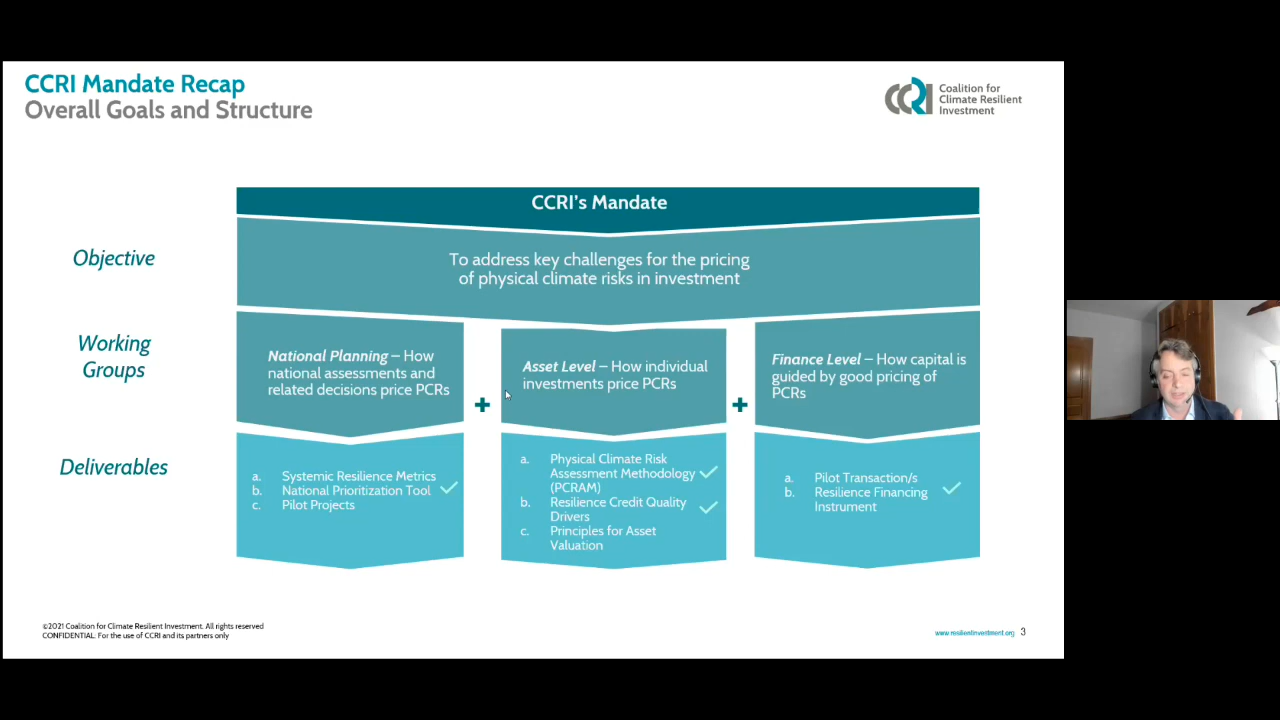 CCRI Mandate Recap
Overall Goals and Structure
CCRI
Coalition for
Climate Resilient
Investment
CCRI's Mandate
Objective
To address key challenges for the pricing
of physical climate risks in investment
Working
Groups
National Planning – How
national assessments and
related decisions price PCRs
+
Asset Level – How individual
investments price PCRs
+
Finance Level – How capital is
guided by good pricing of
PCRs
Deliverables
a. Systemic Resilience Metrics
b. National Prioritization Tool
c. Pilot Projects
a. Physical Climate Risk
Assessment Methodology
(PCRAM)
b. Resilience Credit Quality
Drivers
c. Principles for Asset
Valuation
a. Pilot Transaction/s
b. Resilience Financing
Instrument
©2021 Coalition for Climate Resilient Investment. All rights reserved
CONFIDENTIAL: For the use of CCRI and its partners only
www.resilientinvestment.org 3